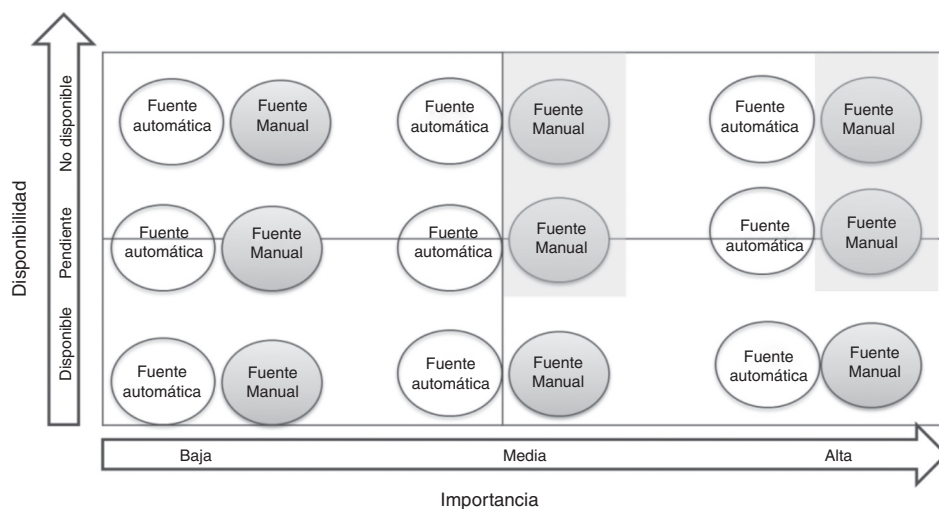 Disponibilidad
No disponible
Pendiente
Disponible
Fuente
automática
Fuente
Manual
Fuente
automática
Fuente
Manual
Fuente
automática
Fuente
Manual
Fuente
automática
Fuente
Manual
Fuente
automática
Fuente
Manual
Fuente
automática
Fuente
Manual
Fuente
automática
Fuente
Manual
Fuente
automática
Fuente
Manual
Fuente
automática
Fuente
Manual
Baja
Media
Alta
Importancia